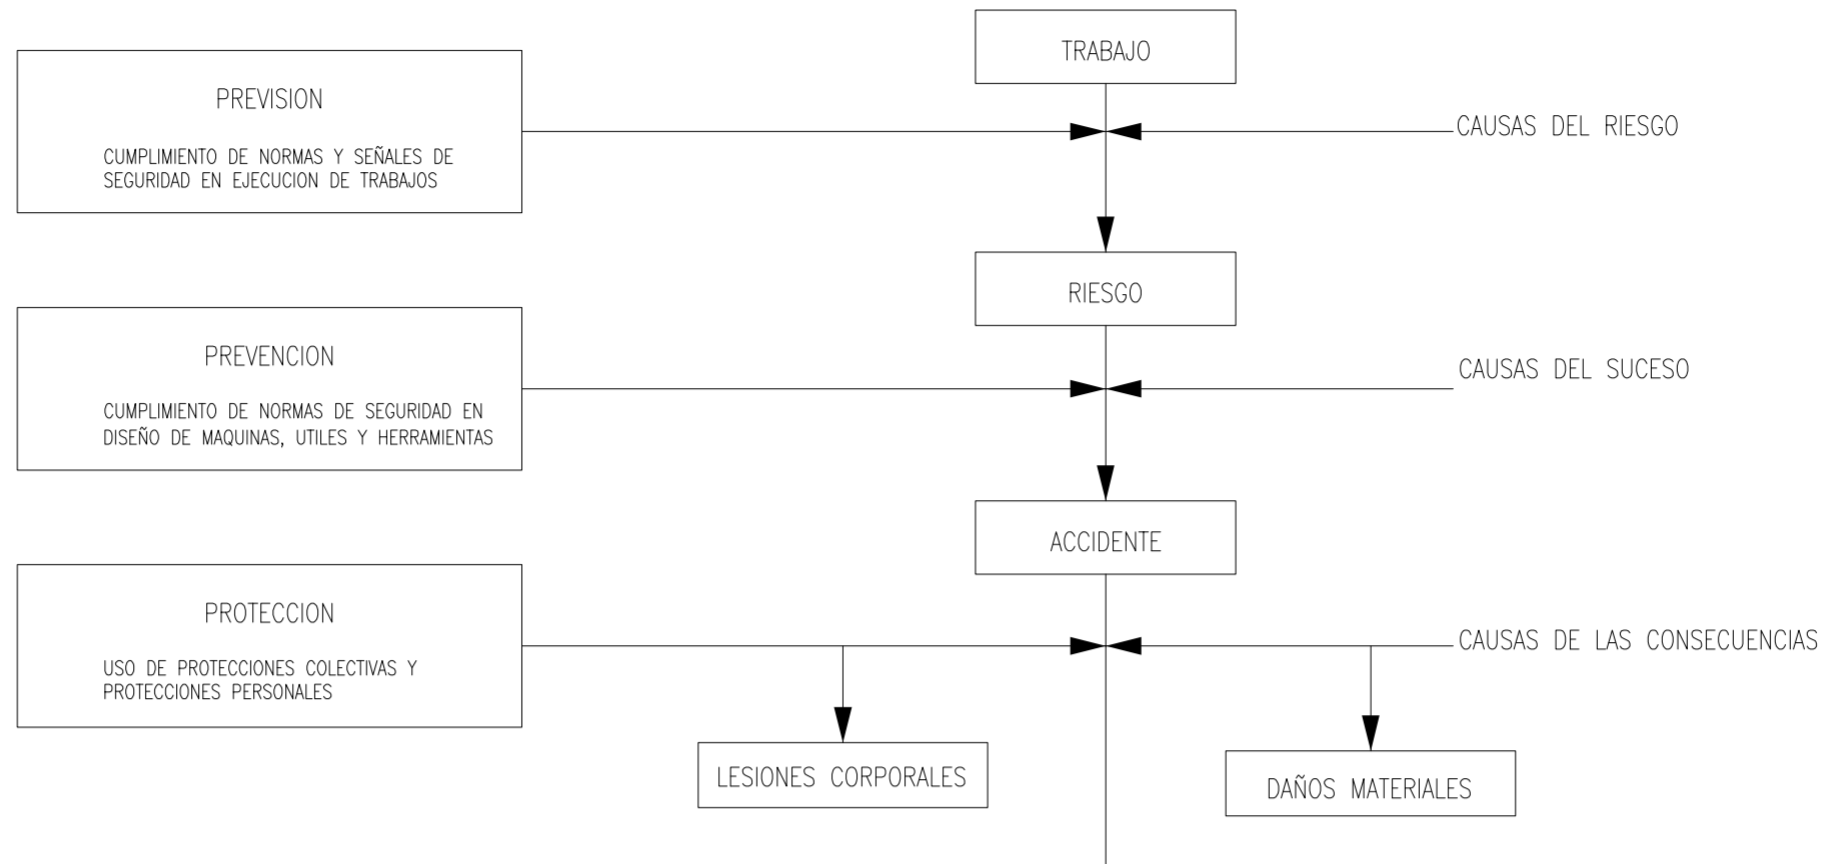 TRABAJO
PREVISION
CUMPLIMIENTO DE NORMAS Y SEÑALES DE
SEGURIDAD EN EJECUCION DE TRABAJOS
CAUSAS DEL RIESGO
RIESGO
PREVENCION
CUMPLIMIENTO DE NORMAS DE SEGURIDAD EN
DISEÑO DE MAQUINAS, UTILES Y HERRAMIENTAS
CAUSAS DEL SUCESO
ACCIDENTE
PROTECCION
USO DE PROTECCIONES COLECTIVAS Y
PROTECCIONES PERSONALES
CAUSAS DE LAS CONSECUENCIAS
LESIONES CORPORALES
DAÑOS MATERIALES